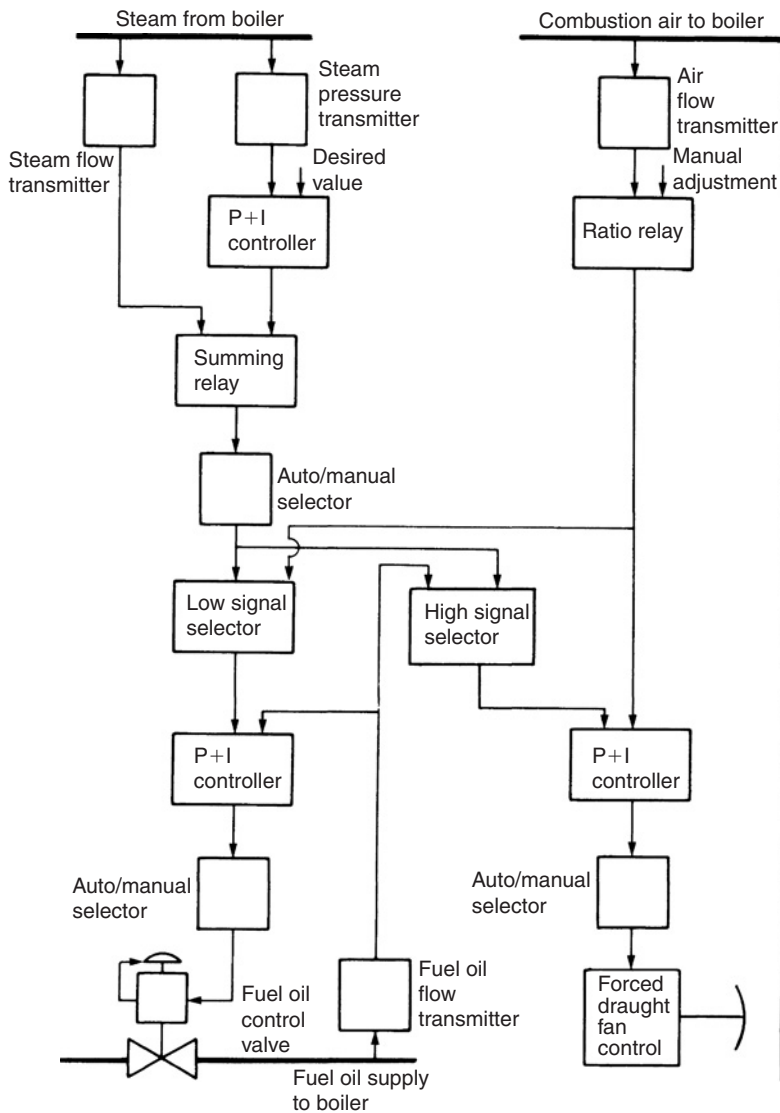 Steam from boiler
Combustion air to boiler
Steam
pressure
transmitter
Air
flow
transmitter
Steam flow
transmitter
Desired
value
Manual
adjustment
P+I
controller
Ratio relay
Summing
relay
Auto/manual
selector
Low signal
selector
High signal
selector
P+I
controller
P+I
controller
Auto/manual
selector
Auto/manual
selector
Fuel oil
control
valve
Fuel oil
flow
transmitter
Forced
draught
fan
control
Fuel oil supply
to boiler